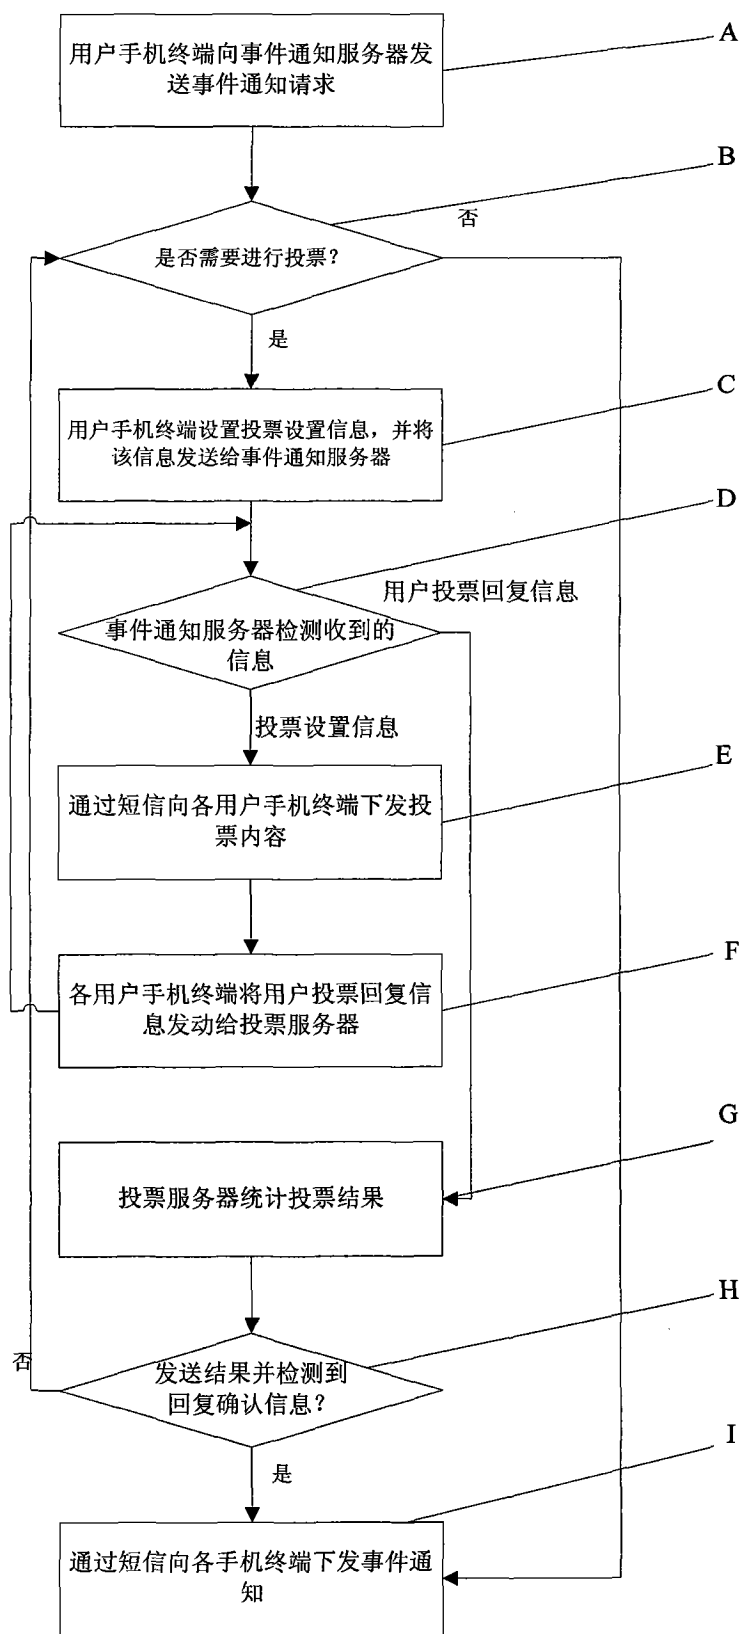 用户手机终端向事件通知服务器发
送事件通知请求
A
B
否
是否需要进行投票？
是
C
用户手机终端设置投票设置信息，并将
该信息发送给事件通知服务器
D
用户投票回复信息
事件通知服务器检测收到的
信息
投票设置信息
E
通过短信向各用户手机终端下发投
票内容
F
各用户手机终端将用户投票回复信
息发动给投票服务器
G
投票服务器统计投票结果
H
否
发送结果并检测到
回复确认信息？
I
是
通过短信向各手机终端下发事件通
知